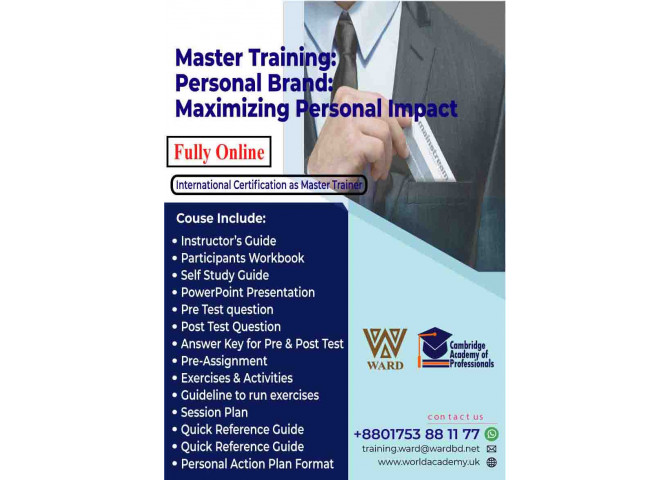 Master Training:
Personal Brand:
Maximizing Personal Impact
mainstream
Fully Online
International Certification as Master Trainer
Couse Include:
• Instructor's Guide
• Participants Workbook
• Self Study Guide
• PowerPoint Presentation
• Pre Test question
• Post Test Question
• Answer Key for Pre & Post Test
• Pre-Assignment
• Exercises & Activities
• Guideline to run exercises
• Session Plan
• Quick Reference Guide
• Quick Reference Guide
• Personal Action Plan Format
WARD
Cambridge
Academy of
Professionals
contact us
+8801753 88 11 77
training.ward@wardbd.net
www.worldacademy.uk